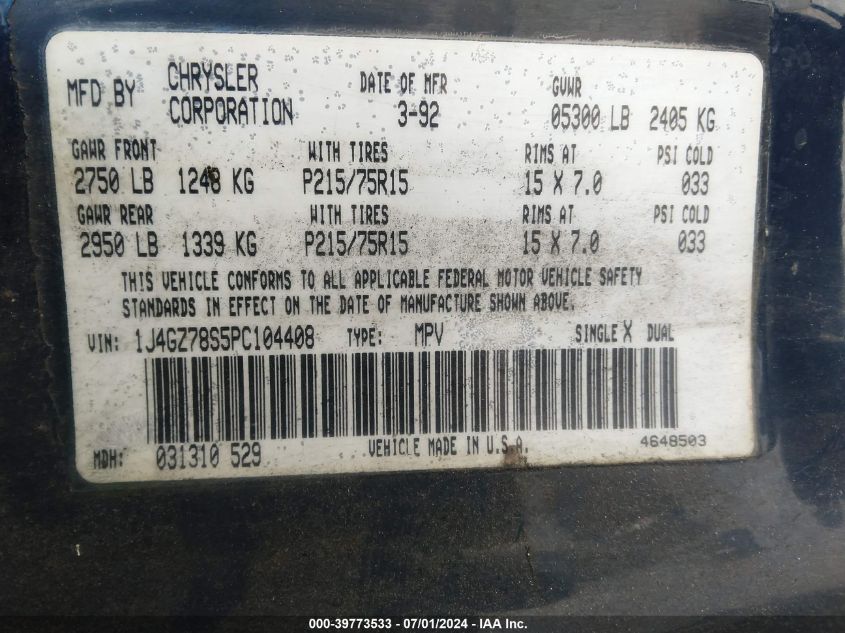 MFD BY CHRYSLER CORPORATION DATE OF MFR 3-92 GVWR 05300 LB 2405 KG
GAWR FRONT WITH TIRES RIMS AT PSI COLD
2750 LB 1248 KG P215/75R15 15 X 7.0 033
GAWR REAR WITH TIRES RIMS AT PSI COLD
2950 LB 1339 KG P215/75R15 15 X 7.0 033
THIS VEHICLE CONFORMS TO ALL APPLICABLE FEDERAL MOTOR VEHICLE SAFETY
STANDARDS IN EFFECT ON THE DATE OF MANUFACTURE SHOWN ABOVE.
VIN: 1J4GZ78S5PC104408 TYPE: MPV SINGLE X DUAL
MDH: 031310 529 VEHICLE MADE IN U.S.A. 4648503
000-39773533 / 07/01/2024 - IAA Inc.